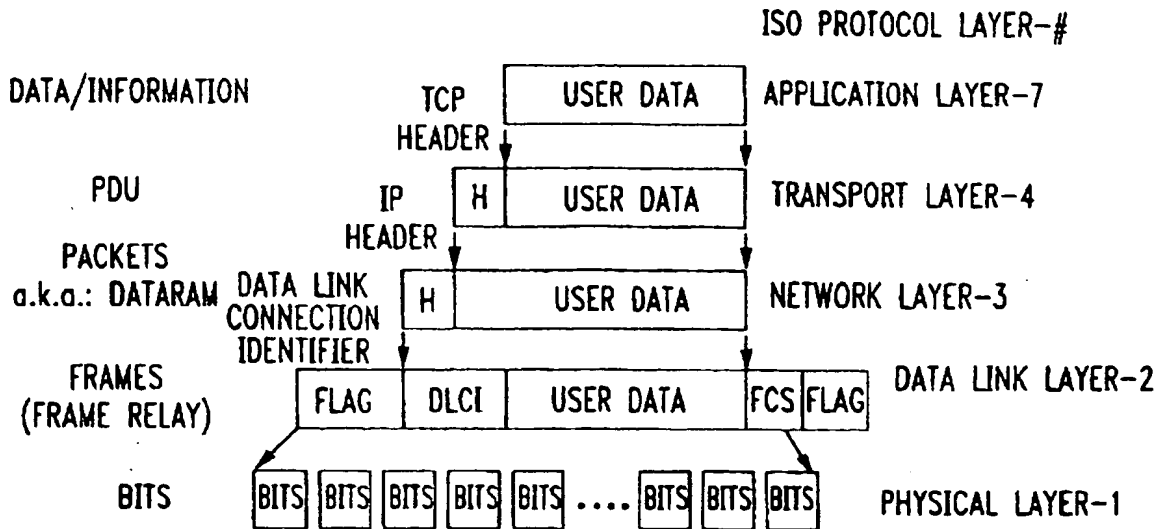 ISO PROTOCOL LAYER-#
DATA/INFORMATION
TCP
HEADER
USER DATA
APPLICATION LAYER-7
PDU
IP
HEADER
H
USER DATA
TRANSPORT LAYER-4
PACKETS
a.k.a.: DATARAM
DATA LINK
CONNECTION
IDENTIFIER
H
USER DATA
NETWORK LAYER-3
FRAMES
(FRAME RELAY)
FLAG
DLCI
USER DATA
FCS
FLAG
DATA LINK LAYER-2
BITS
BITS BITS BITS BITS BITS .... BITS BITS BITS
PHYSICAL LAYER-1